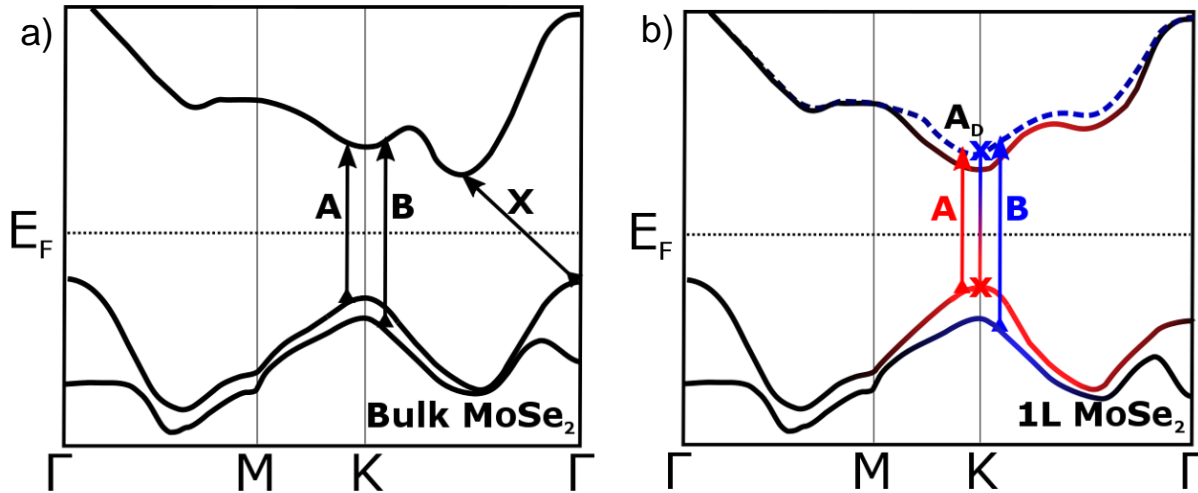 a)
E_F
A
B
X
Bulk MoSe₂
Γ M K Γ
b)
E_F
A_D
x
A
B
x
1L MoSe₂
Γ M K Γ